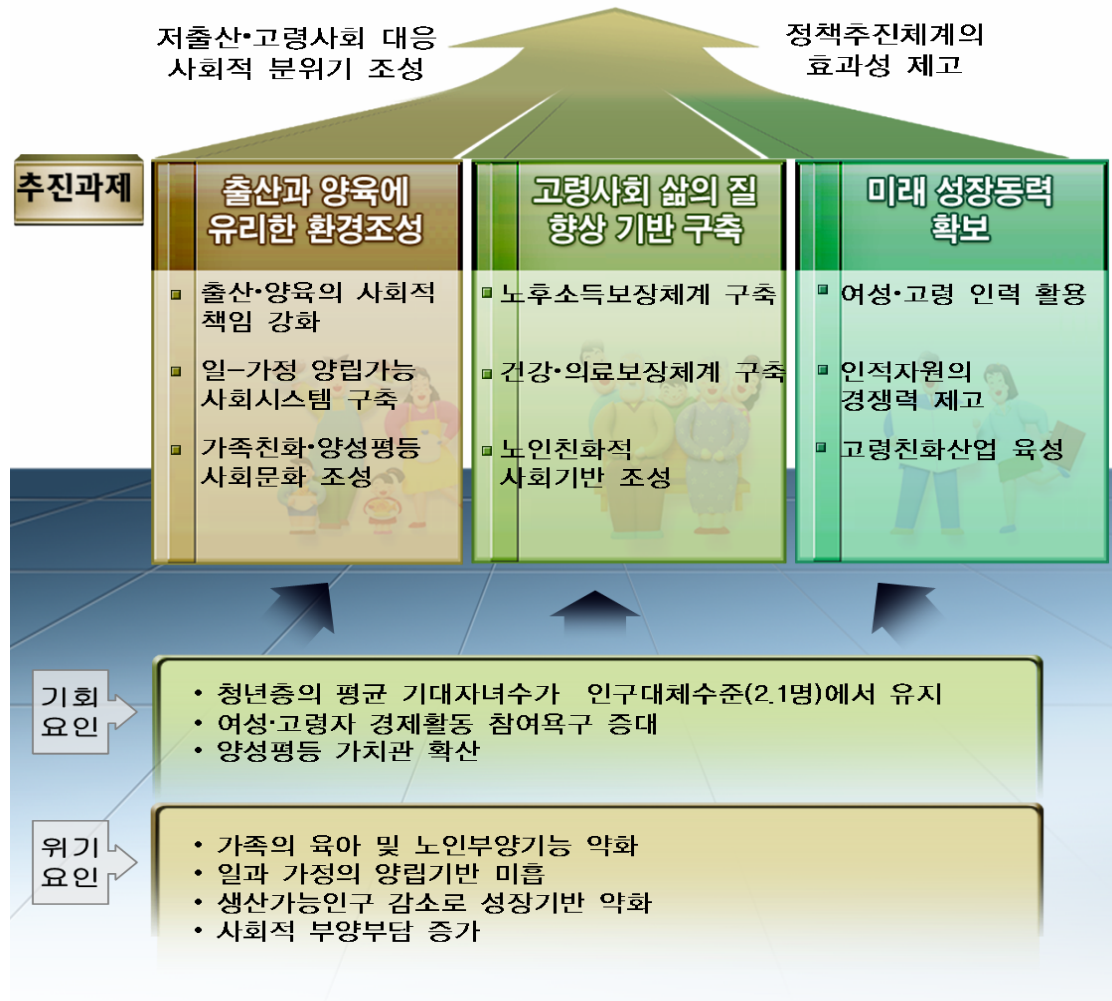 저출산•고령사회 대응
사회적 분위기 조성
정책추진체계의
효과성 제고
추진과제
출산과 양육에
유리한 환경조성
▪ 출산•양육의 사회적
책임 강화
▪ 일-가정 양립가능
사회시스템 구축
▪ 가족친화•양성평등
사회문화 조성
고령사회 삶의 질
향상 기반 구축
▪ 노후소득보장체계 구축
▪ 건강•의료보장체계 구축
▪ 노인친화적
사회기반 조성
미래 성장동력
확보
▪ 여성•고령 인력 활용
▪ 인적자원의
경쟁력 제고
▪ 고령친화산업 육성
기회
요인
• 청년층의 평균 기대자녀수가 인구대체수준(2.1명)에서 유지
• 여성•고령자 경제활동 참여욕구 증대
• 양성평등 가치관 확산
위기
요인
• 가족의 육아 및 노인부양기능 약화
• 일과 가정의 양립기반 미흡
• 생산가능인구 감소로 성장기반 약화
• 사회적 부양부담 증가